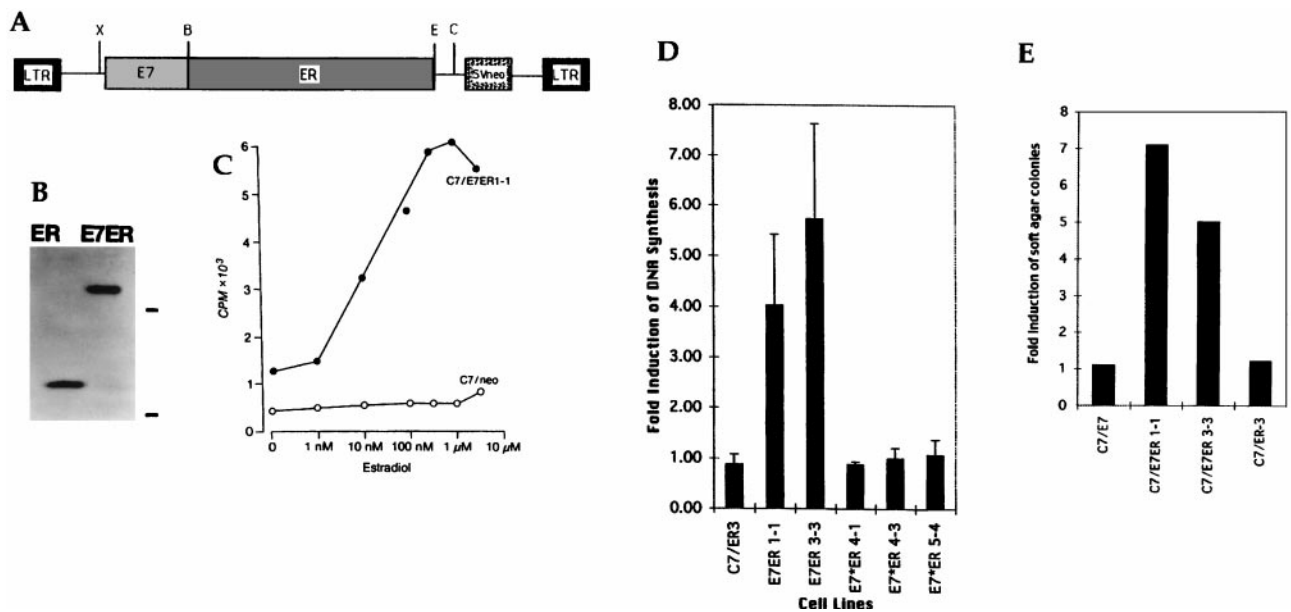 A
X B E C
LTR E7 ER SVneo LTR
B
ER E7ER
C
6
5
4
3
2
1
0
CPM ×10³
C7/E7ER1-1
C7/neo
0 1 nM 10 nM 100 nM 1 µM 10 µM
Estradiol
D
8.00
7.00
6.00
5.00
4.00
3.00
2.00
1.00
0.00
Fold Induction of DNA Synthesis
C7/ER3
E7ER 1-1
E7ER 3-3
E7*ER 4-1
E7*ER 4-3
E7*ER 5-4
Cell Lines
E
8
7
6
5
4
3
2
1
0
Fold Induction of soft agar colonies
C7/E7
C7/E7ER 1-1
C7/E7ER 3-3
C7/ER-3